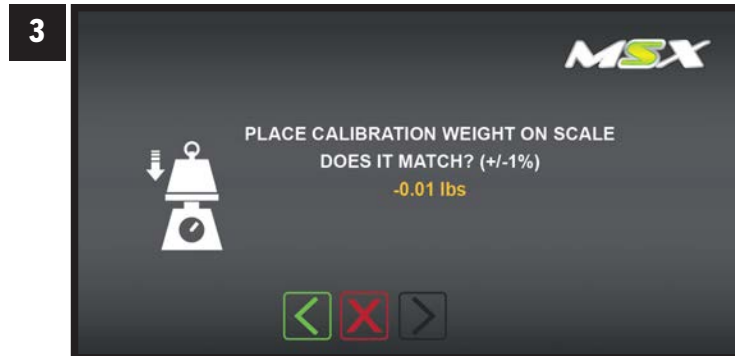 3
MSX
PLACE CALIBRATION WEIGHT ON SCALE
DOES IT MATCH? (+/-1%)
-0.01 lbs